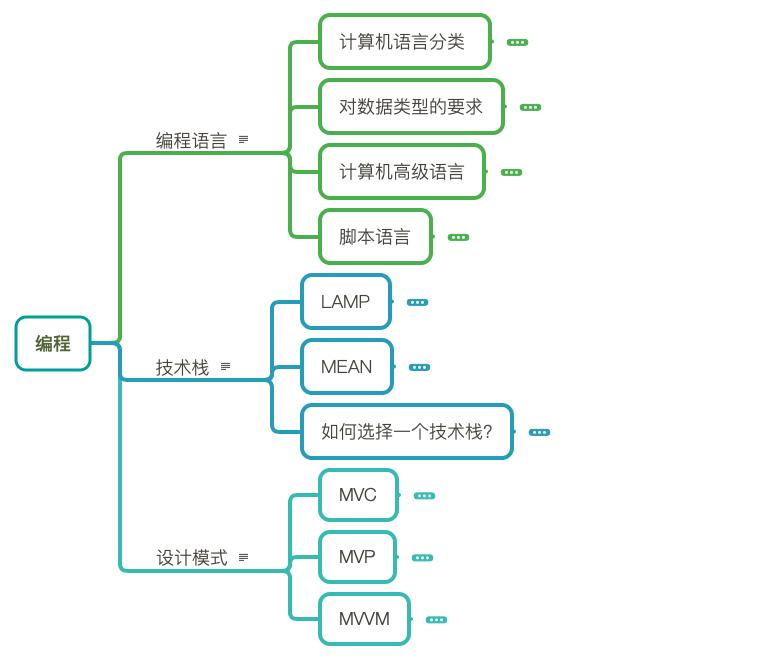 编程
编程语言
计算机语言分类
对数据类型的要求
计算机高级语言
脚本语言
技术栈
LAMP
MEAN
如何选择一个技术栈?
设计模式
MVC
MVP
MVVM